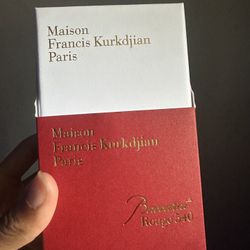 Maison
Francis Kurkdjian
Paris
Maison
Francis Kurkdjian
Paris
Baccarat
Rouge 540